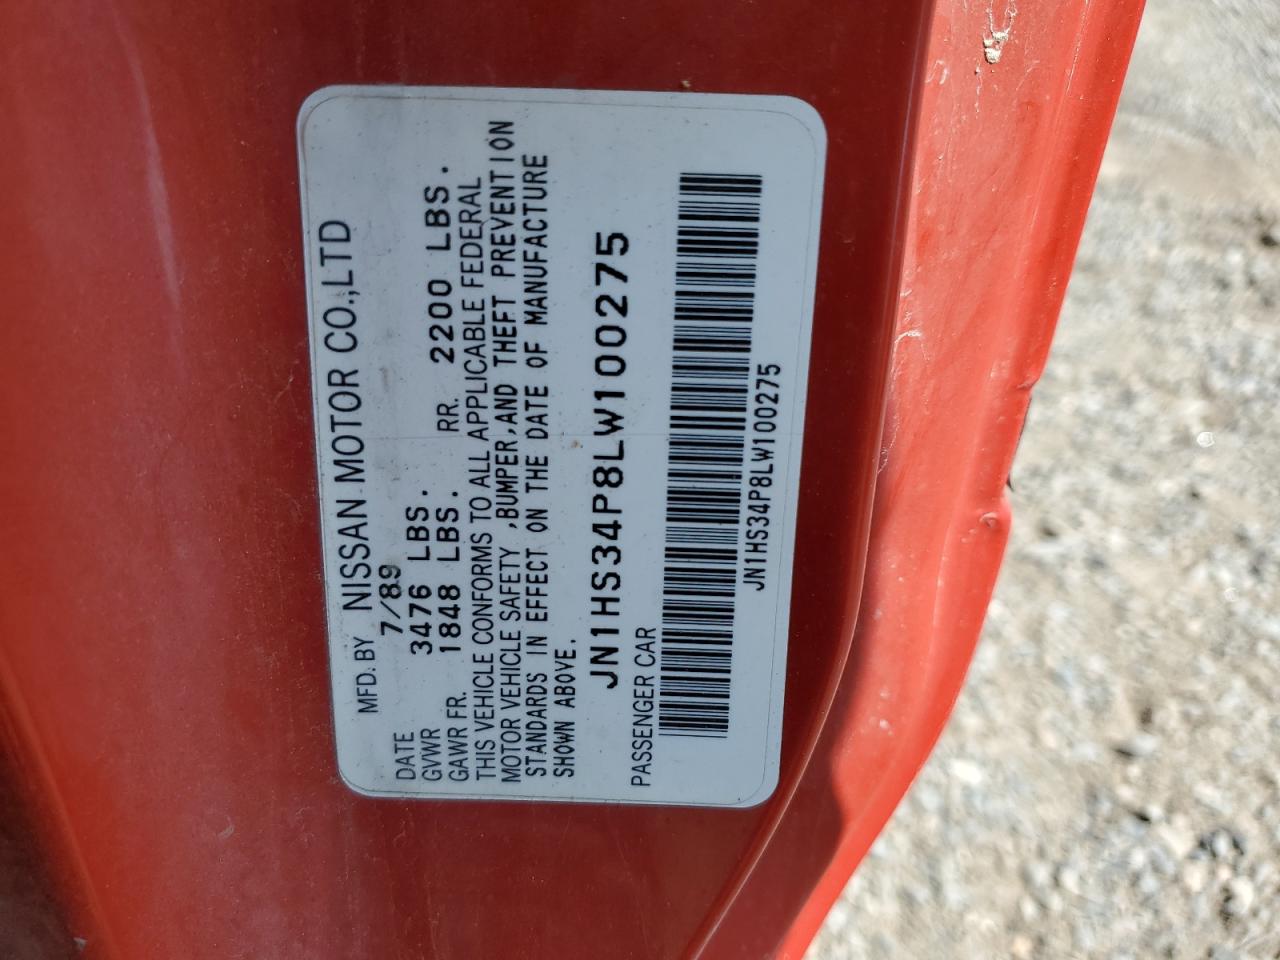 MFD. BY NISSAN MOTOR CO.,LTD
DATE 7/89
GVWR 3476 LBS.
GAWR FR. 1848 LBS. RR. 2200 LBS.
THIS VEHICLE CONFORMS TO ALL APPLICABLE FEDERAL
MOTOR VEHICLE SAFETY ,BUMPER,AND THEFT PREVENTION
STANDARDS IN EFFECT ON THE DATE OF MANUFACTURE
SHOWN ABOVE.
JN1HS34P8LW100275
PASSENGER CAR
JN1HS34P8LW100275